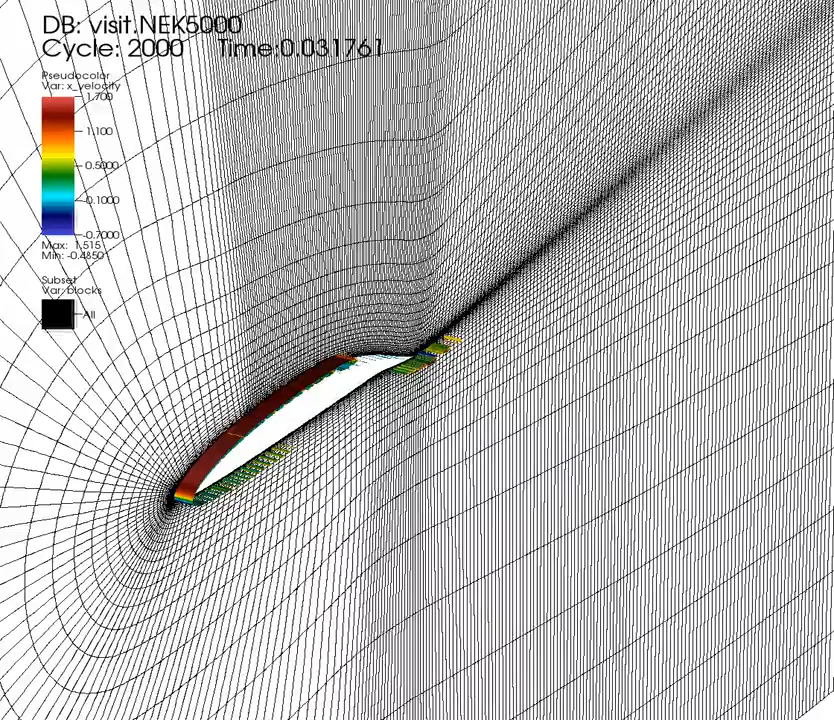 DB: visit.NEK5000
Cycle: 2000 Time:0.031761
Pseudocolor
Var: x_velocity
1.700
1.100
0.5000
-0.1000
-0.7000
Max: 1.515
Min: -0.4850
Subset
Var: blocks
All